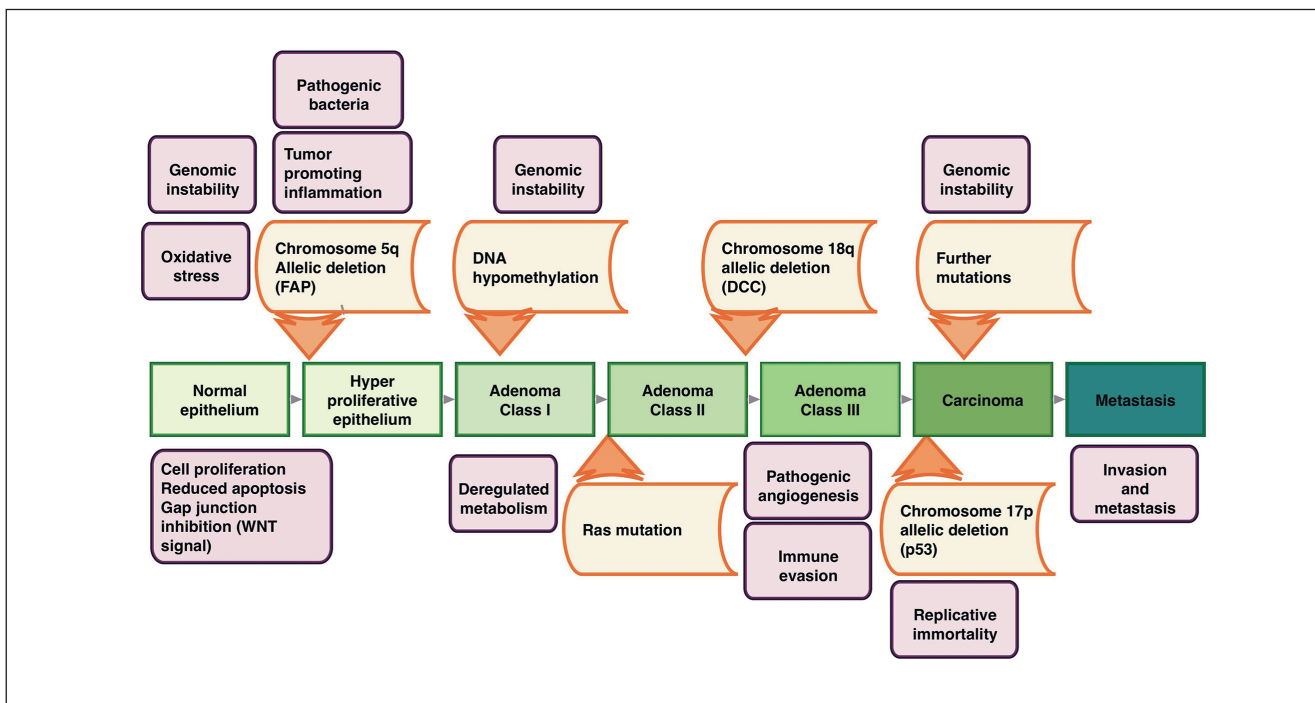 Pathogenic
bacteria
Genomic
instability
Tumor
promoting
inflammation
Genomic
instability
Genomic
instability
Oxidative
stress
Chromosome 5q
Allelic deletion
(FAP)
DNA
hypomethylation
Chromosome 18q
allelic deletion
(DCC)
Further
mutations
Normal
epithelium
Hyper
proliferative
epithelium
Adenoma
Class I
Adenoma
Class II
Adenoma
Class III
Carcinoma
Metastasis
Cell proliferation
Reduced apoptosis
Gap junction
inhibition (WNT
signal)
Deregulated
metabolism
Ras mutation
Pathogenic
angiogenesis
Immune
evasion
Chromosome 17p
allelic deletion
(p53)
Replicative
immortality
Invasion
and
metastasis